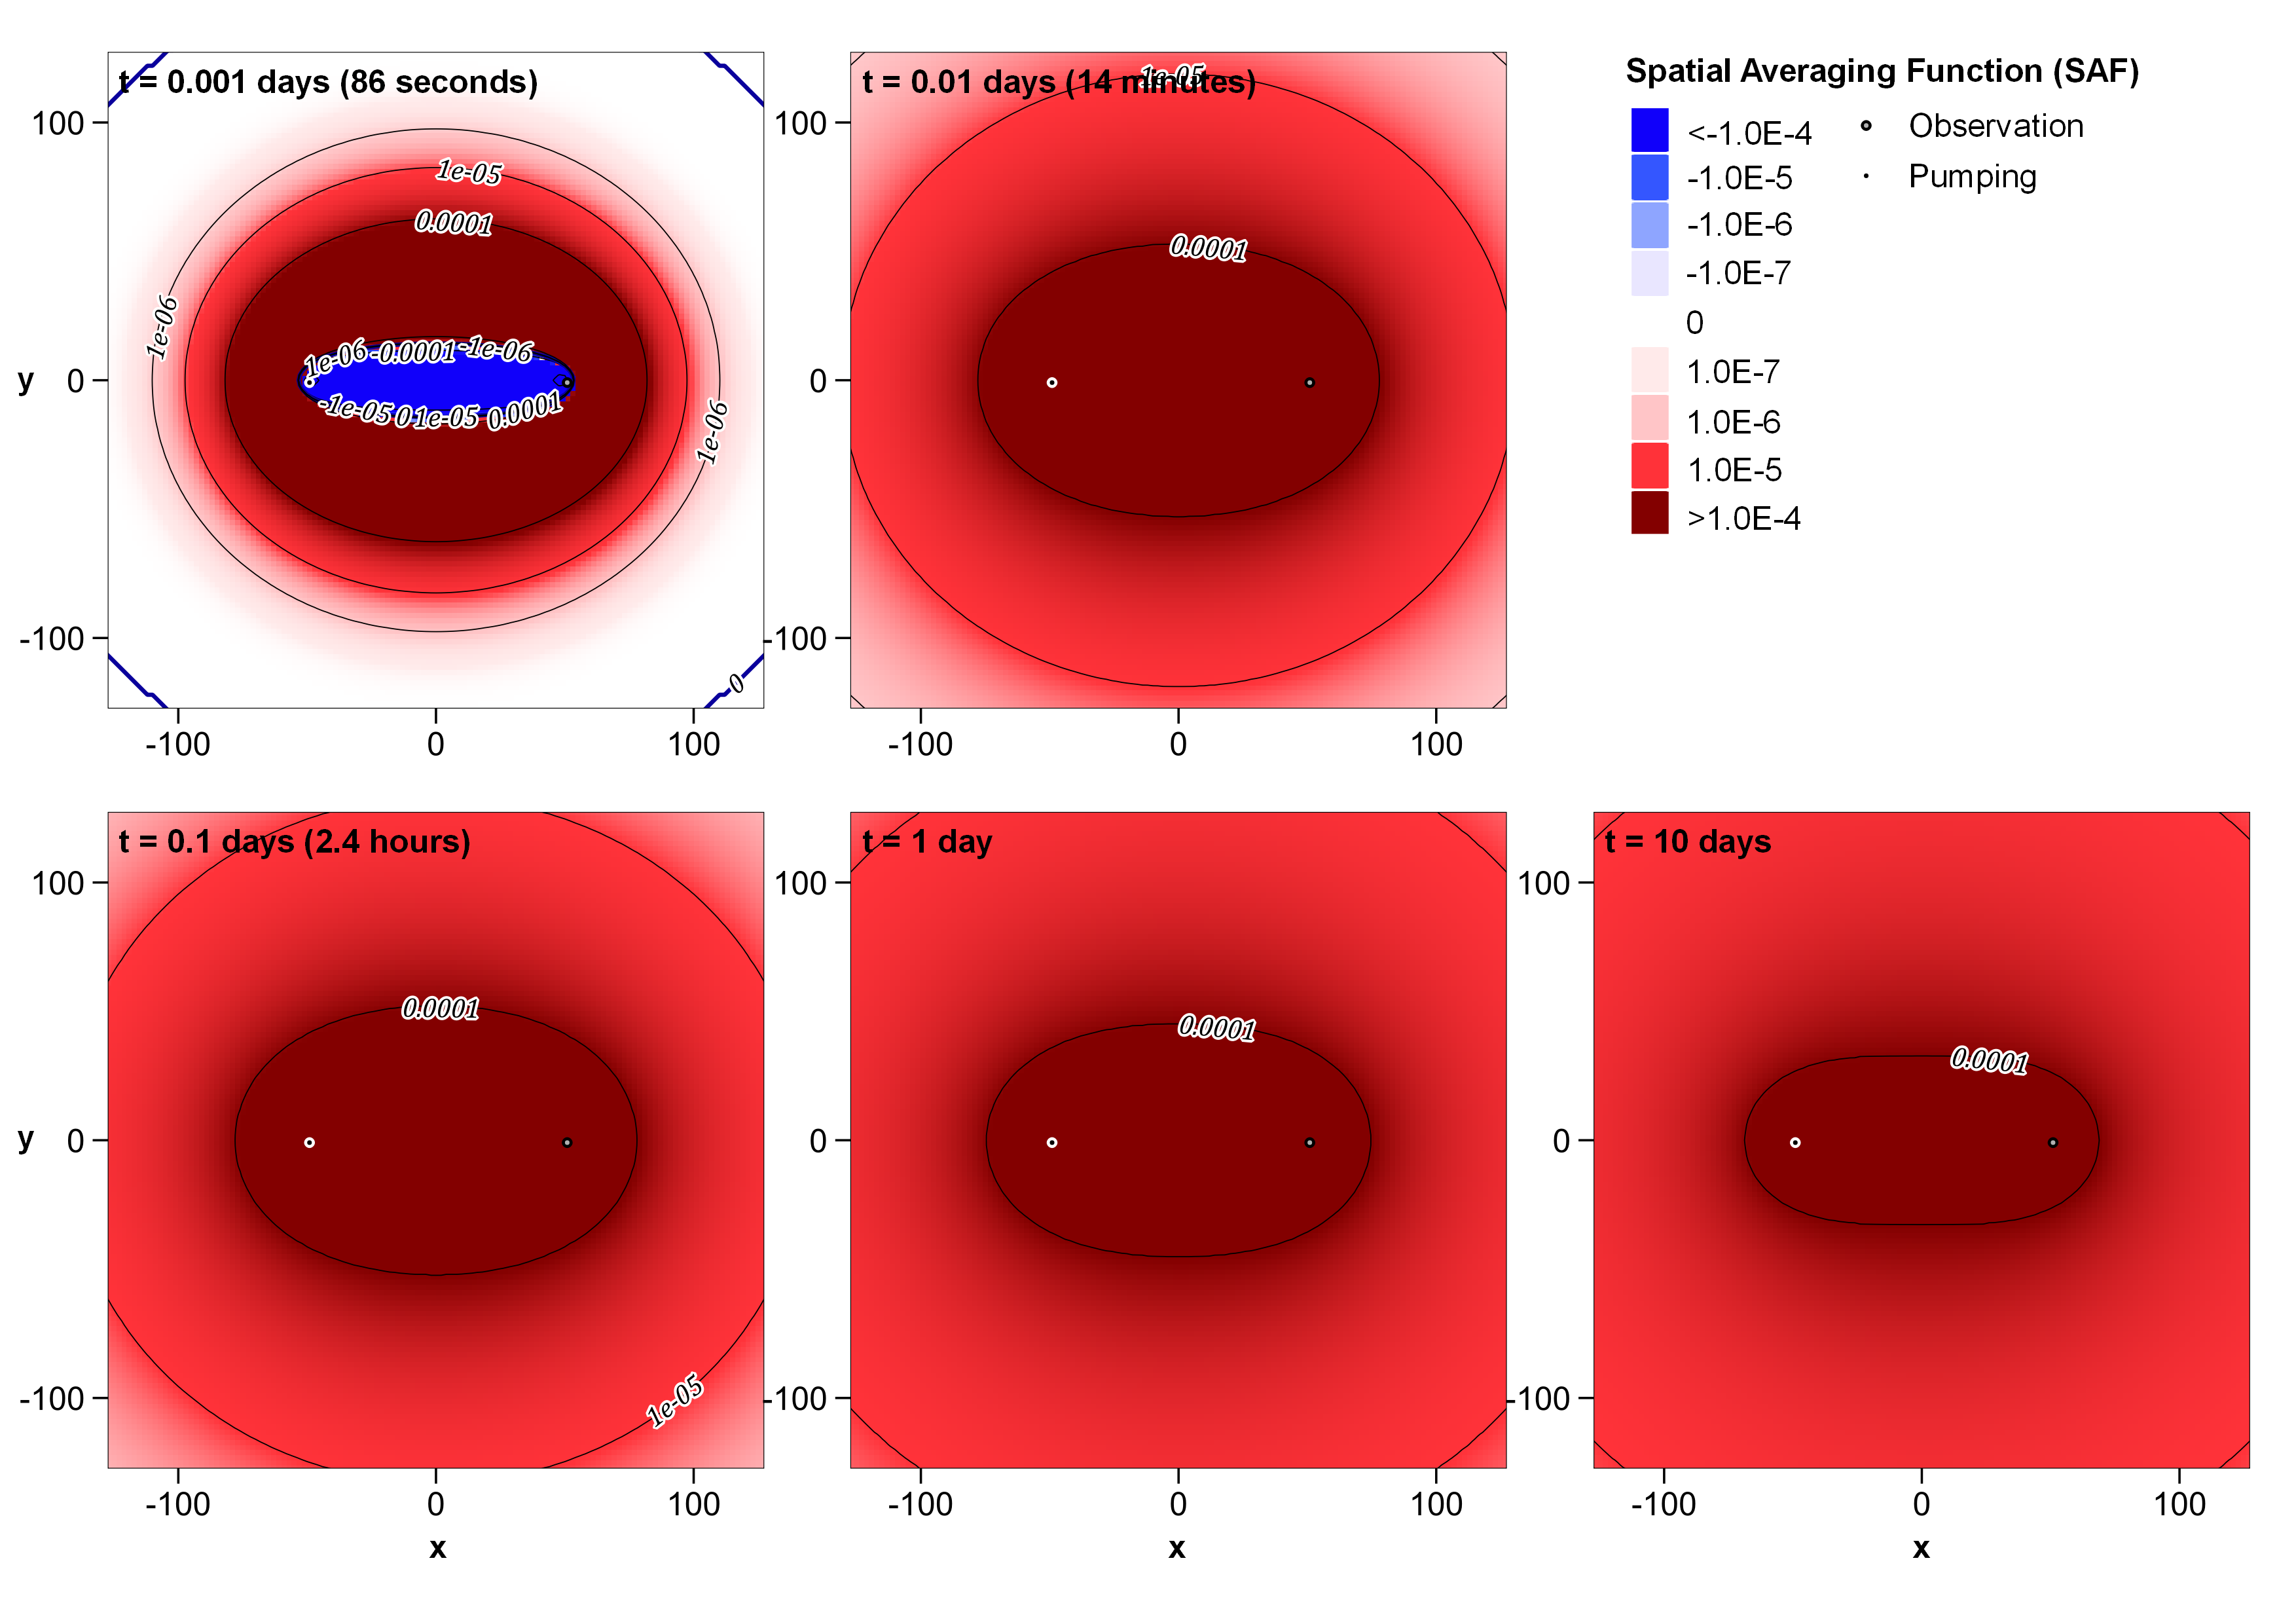 t = 0.001 days (86 seconds)
1e-05
0.0001
1e-06
1e-06 -0.0001 -1e-06
-1e-05 0 1e-05 0.0001
1e-06
0
100
y 0
-100
-100 0 100
t = 0.01 days (14 minutes)
1e-05
0.0001
100
0
-100
-100 0 100
Spatial Averaging Function (SAF)
<-1.0E-4
-1.0E-5
-1.0E-6
-1.0E-7
0
1.0E-7
1.0E-6
1.0E-5
>1.0E-4
Observation
Pumping
t = 0.1 days (2.4 hours)
0.0001
1e-05
100
y 0
-100
-100 0 100
x
t = 1 day
0.0001
100
0
-100
-100 0 100
x
t = 10 days
0.0001
100
0
-100
-100 0 100
x